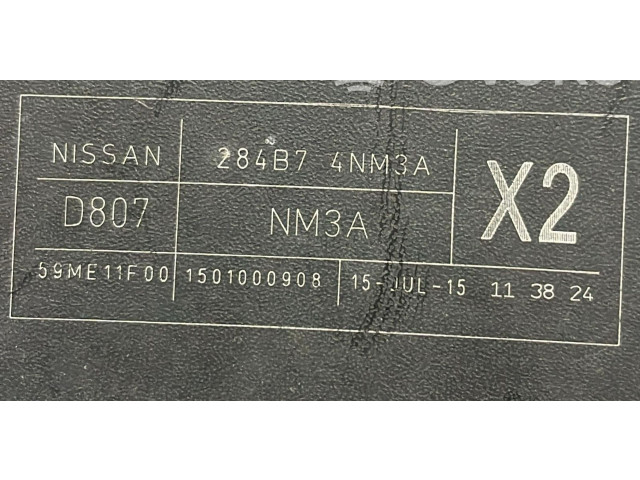 NISSAN 284B7 4NM3A X2
D807 NM3A
59ME11F00 1501000908 15-JUL-15 11 38 24